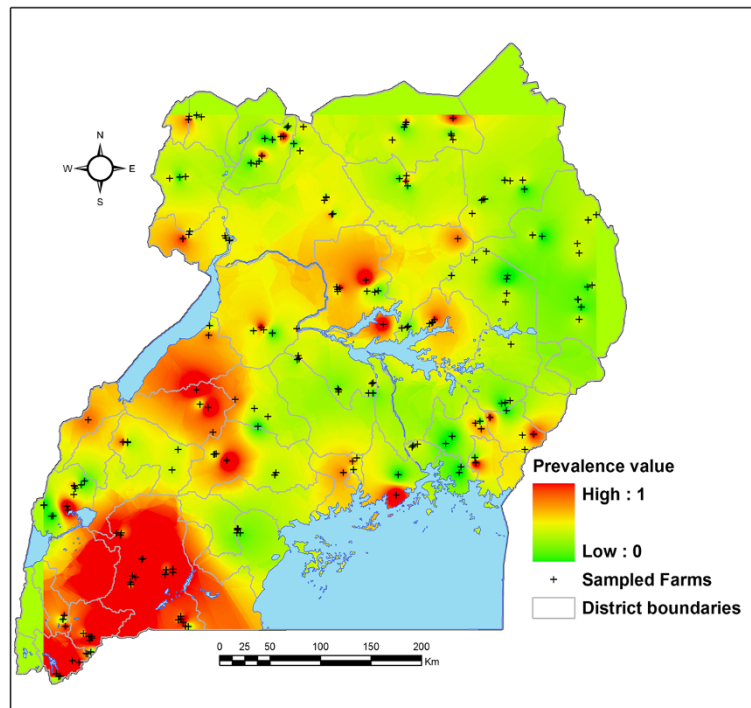 N
W E
S
Prevalence value
High : 1
Low : 0
Sampled Farms
District boundaries
0 25 50 100 150 200
Km